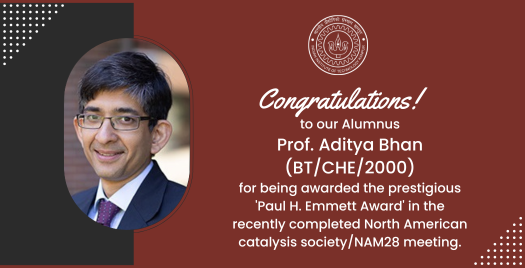 Congratulations!
to our Alumnus
Prof. Aditya Bhan
(BT/CHE/2000)
for being awarded the prestigious
'Paul H. Emmett Award' in the
recently completed North American
catalysis society/NAM28 meeting.